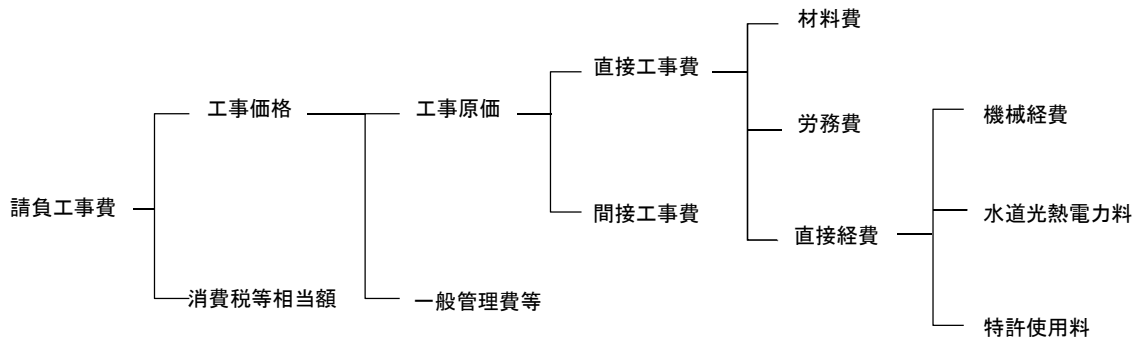 請負工事費
工事価格
消費税等相当額
工事原価
一般管理費等
直接工事費
間接工事費
材料費
労務費
直接経費
機械経費
水道光熱電力料
特許使用料